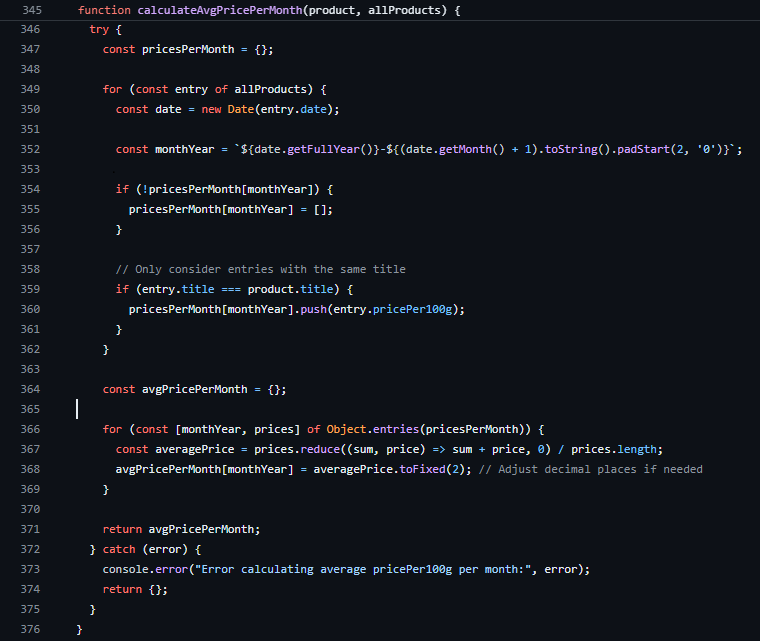 345 function calculateAvgPricePerMonth(product, allProducts) {
346 try {
347 const pricesPerMonth = {};
348
349 for (const entry of allProducts) {
350 const date = new Date(entry.date);
351
352 const monthYear = `${date.getFullYear()}-${(date.getMonth() + 1).toString().padStart(2, '0')}`;
353
354 if (!pricesPerMonth[monthYear]) {
355 pricesPerMonth[monthYear] = [];
356 }
357
358 // Only consider entries with the same title
359 if (entry.title === product.title) {
360 pricesPerMonth[monthYear].push(entry.pricePer100g);
361 }
362 }
363
364 const avgPricePerMonth = {};
365
366 for (const [monthYear, prices] of Object.entries(pricesPerMonth)) {
367 const averagePrice = prices.reduce((sum, price) => sum + price, 0) / prices.length;
368 avgPricePerMonth[monthYear] = averagePrice.toFixed(2); // Adjust decimal places if needed
369 }
370
371 return avgPricePerMonth;
372 } catch (error) {
373 console.error("Error calculating average pricePer100g per month:", error);
374 return {};
375 }
376 }